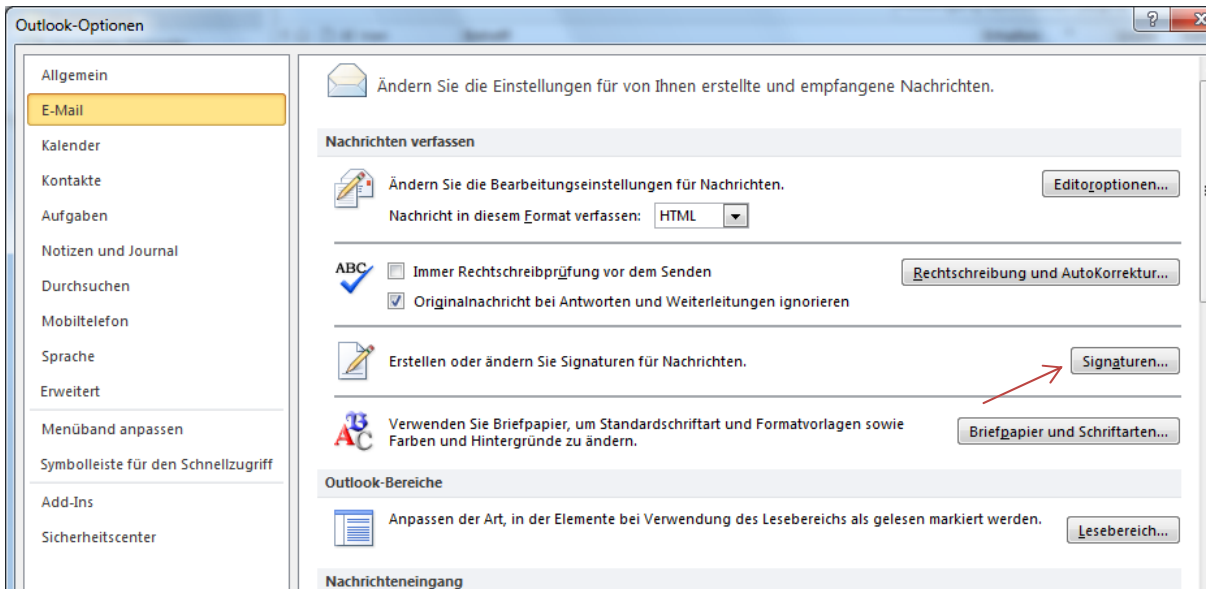 Outlook-Optionen
Allgemein
E-Mail
Kalender
Kontakte
Aufgaben
Notizen und Journal
Durchsuchen
Mobiltelefon
Sprache
Erweitert
Menüband anpassen
Symbolleiste für den Schnellzugriff
Add-Ins
Sicherheitscenter
Ändern Sie die Einstellungen für von Ihnen erstellte und empfangene Nachrichten.
Nachrichten verfassen
Ändern Sie die Bearbeitungseinstellungen für Nachrichten.
Editoroptionen...
Nachricht in diesem Format verfassen: HTML
ABC
Immer Rechtschreibprüfung vor dem Senden
Rechtschreibung und AutoKorrektur...
Originalnachricht bei Antworten und Weiterleitungen ignorieren
Erstellen oder ändern Sie Signaturen für Nachrichten.
Signaturen...
Verwenden Sie Briefpapier, um Standardschriftart und Formatvorlagen sowie
Farben und Hintergründe zu ändern.
Briefpapier und Schriftarten...
Outlook-Bereiche
Anpassen der Art, in der Elemente bei Verwendung des Lesebereichs als gelesen markiert werden.
Lesebereich...
Nachrichteneingang